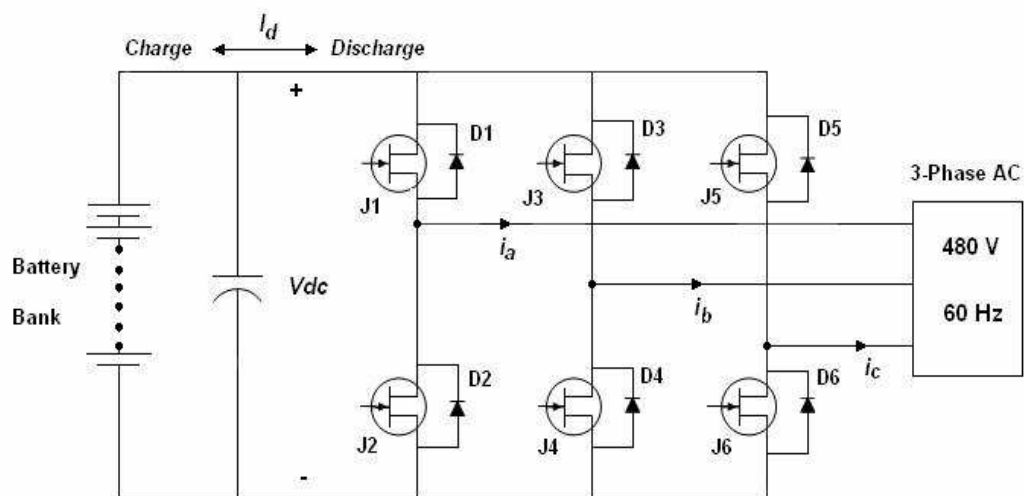 Charge
I_d
Discharge
+
D1
D3
D5
J1
J3
J5
3-Phase AC
480 V
60 Hz
i_a
i_b
i_c
Battery
Bank
Vdc
D2
D4
D6
J2
J4
J6
-